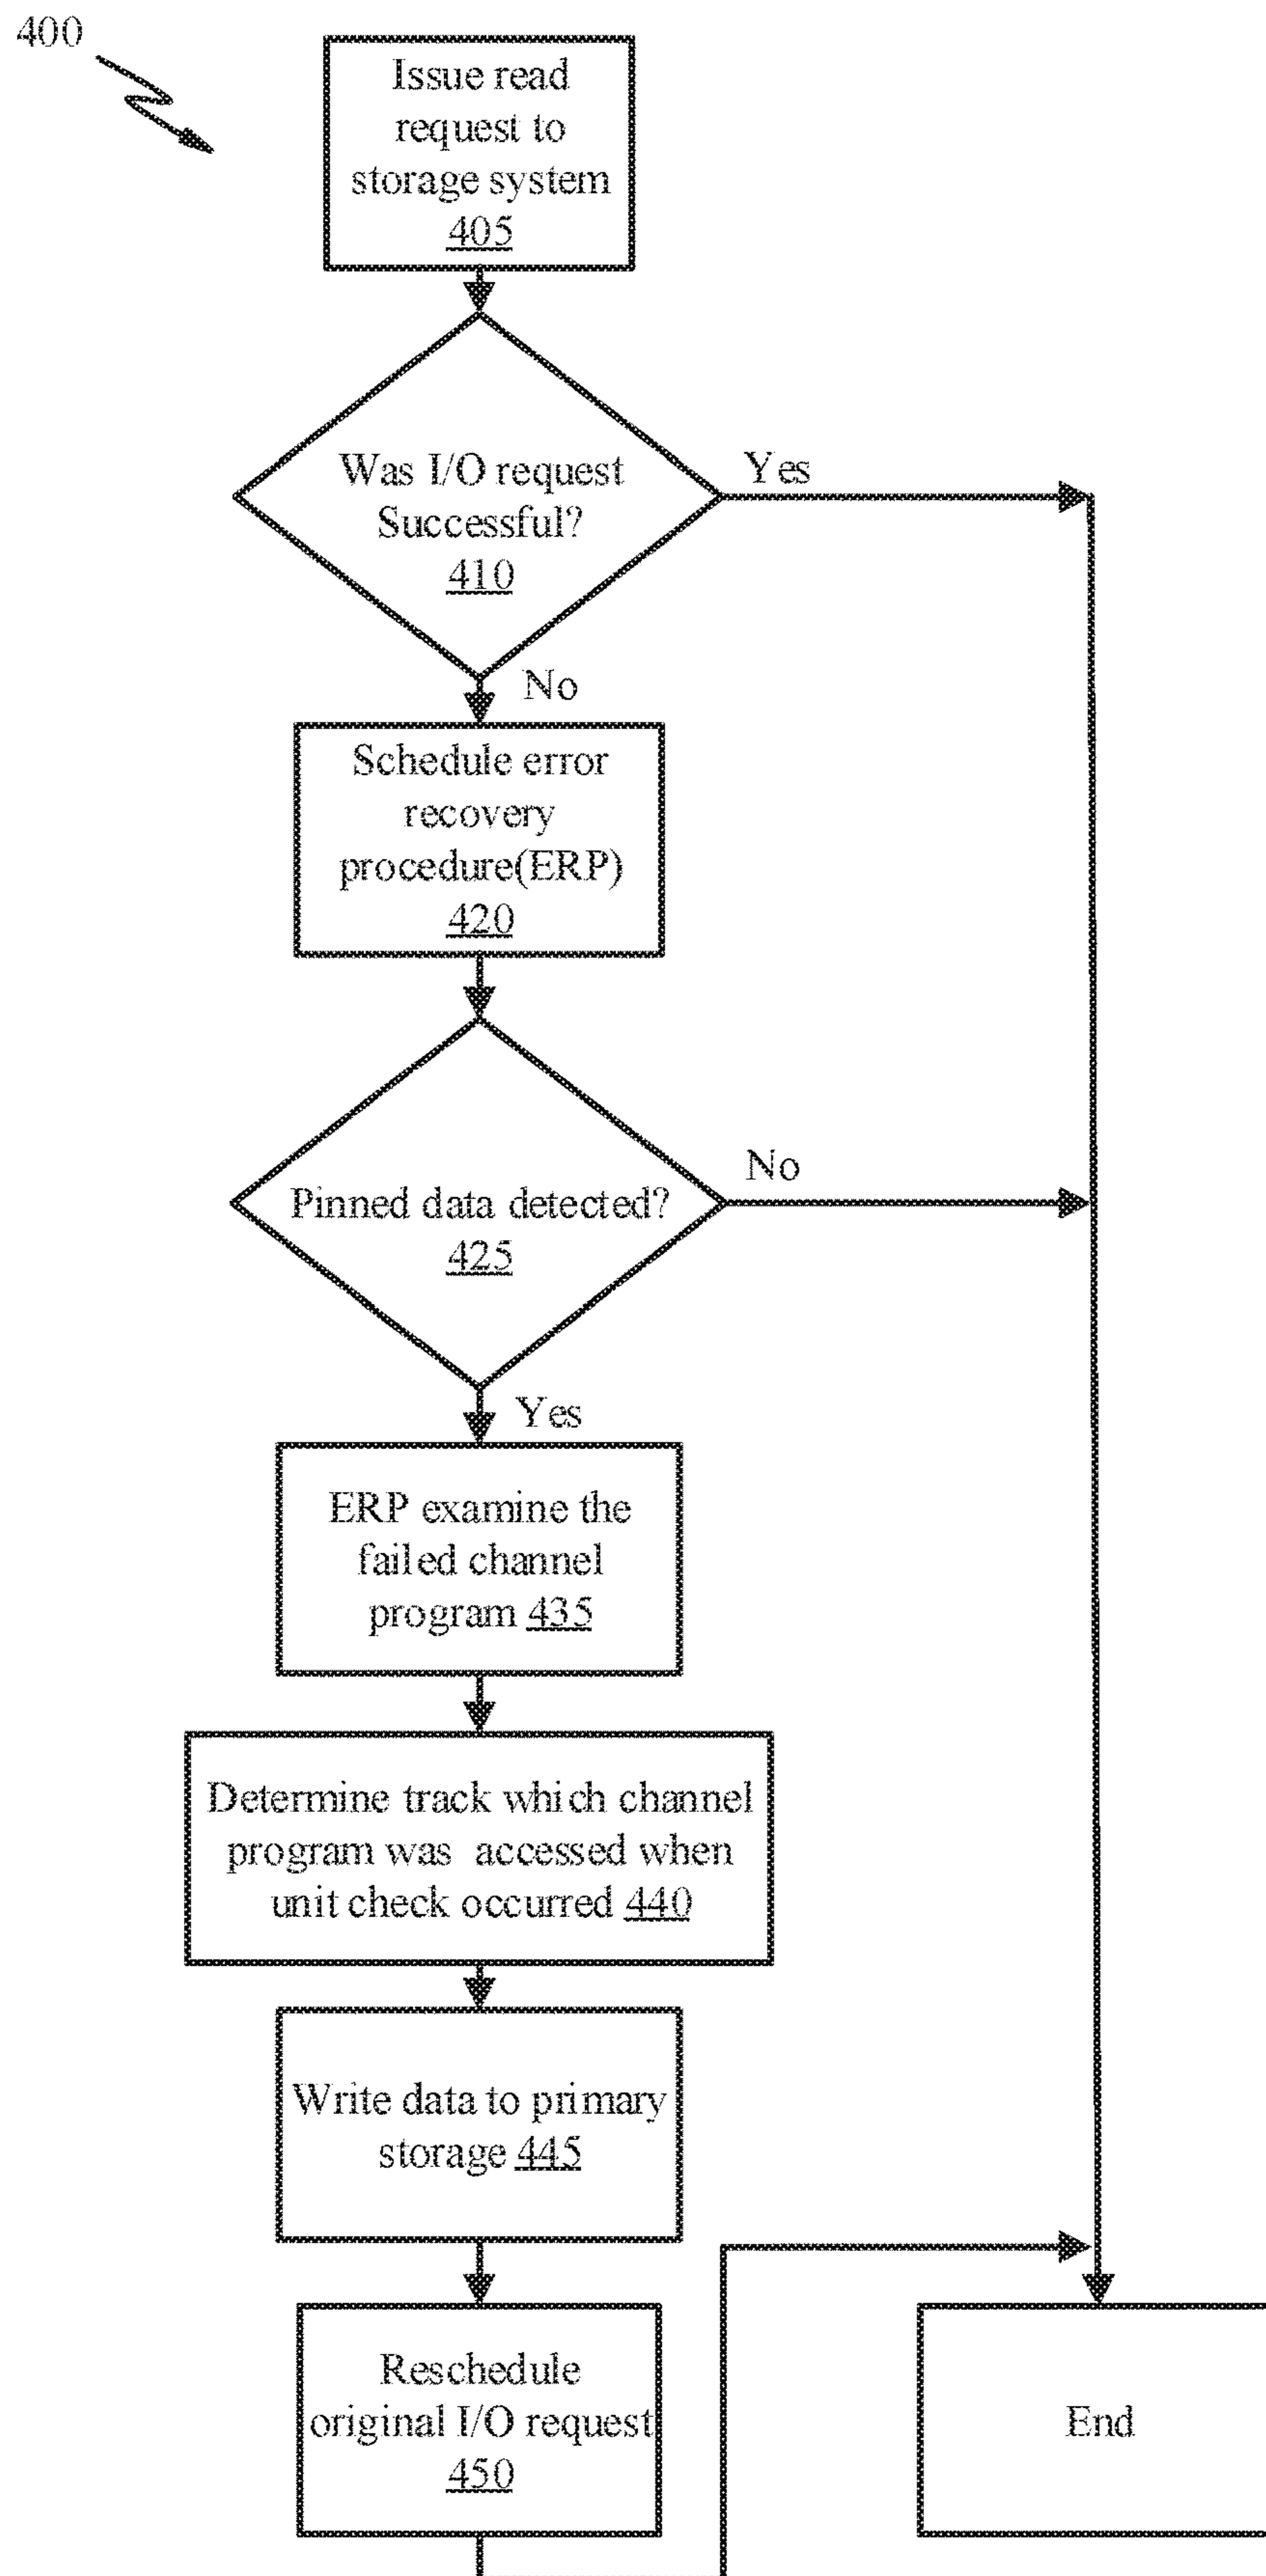 400
Issue read
request to
storage system
405
Was I/O request
Successful?
410
Yes
No
Schedule error
recovery
procedure(ERP)
420
Pinned data detected?
425
No
Yes
ERP examine the
failed channel
program 435
Determine track which channel
program was accessed when
unit check occurred 440
Write data to primary
storage 445
Reschedule
original I/O request
450
End